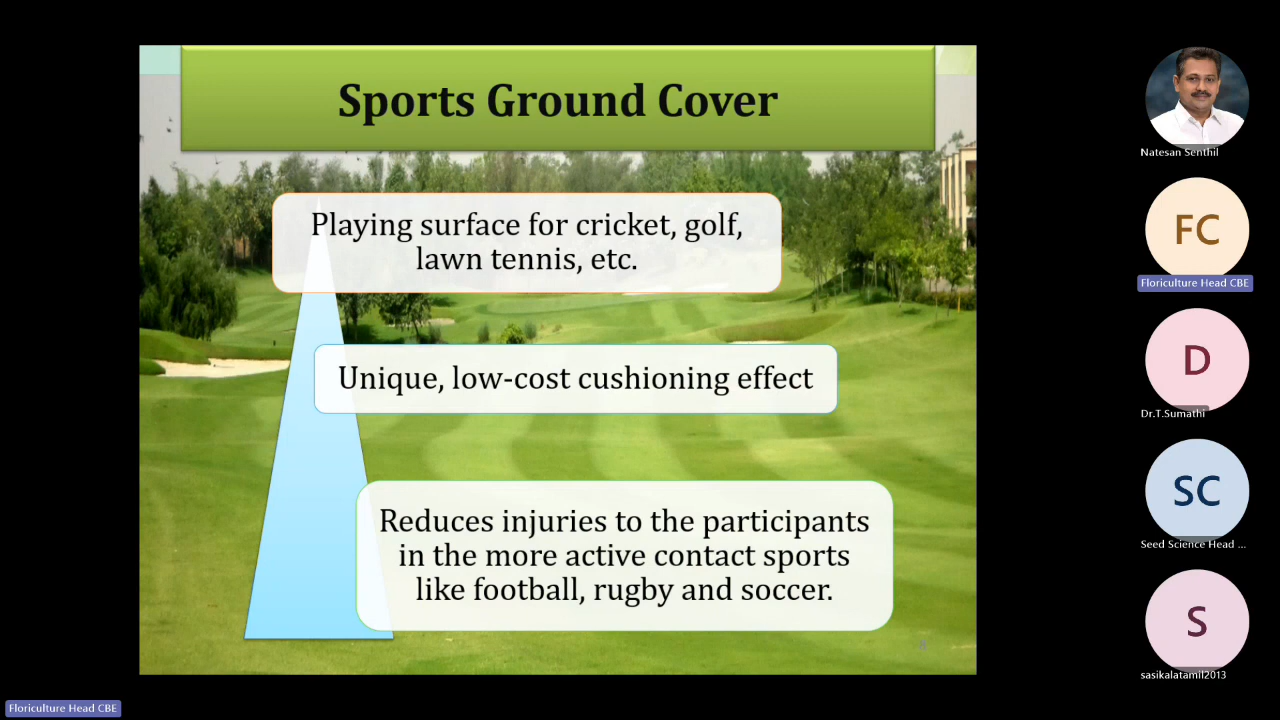 Sports Ground Cover
Playing surface for cricket, golf,
lawn tennis, etc.
Unique, low-cost cushioning effect
Reduces injuries to the participants
in the more active contact sports
like football, rugby and soccer.
Natesan Senthil
FC
Floriculture Head CBE
D
Dr.T.Sumathi
SC
Seed Science Head ...
S
sasikalatamil2013
Floriculture Head CBE